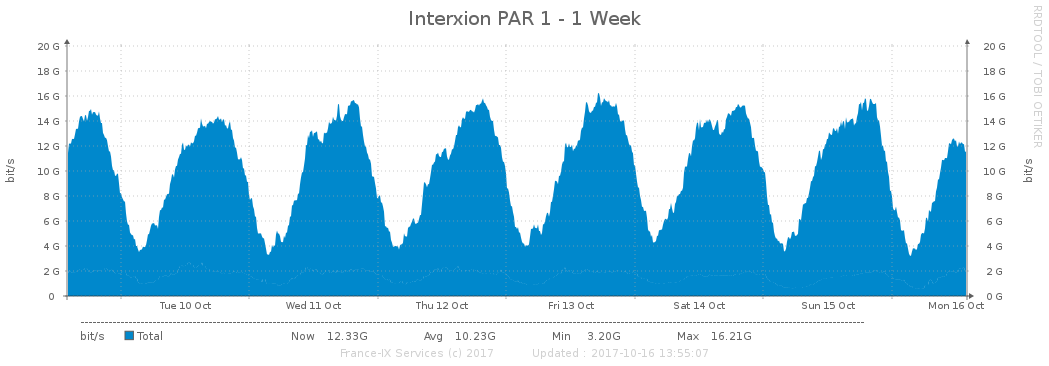 Interxion PAR 1 - 1 Week
RRDTOOL / TOBI OETIKER
20 G 20 G
18 G 18 G
16 G 16 G
14 G 14 G
12 G 12 G
10 G 10 G
8 G 8 G
6 G 6 G
4 G 4 G
2 G 2 G
0 0 G
bit/s
bit/s
Tue 10 Oct Wed 11 Oct Thu 12 Oct Fri 13 Oct Sat 14 Oct Sun 15 Oct Mon 16 Oct
bit/s Total Now 12.33G Avg 10.23G Min 3.20G Max 16.21G
France-IX Services (c) 2017 Updated : 2017-10-16 13:55:07